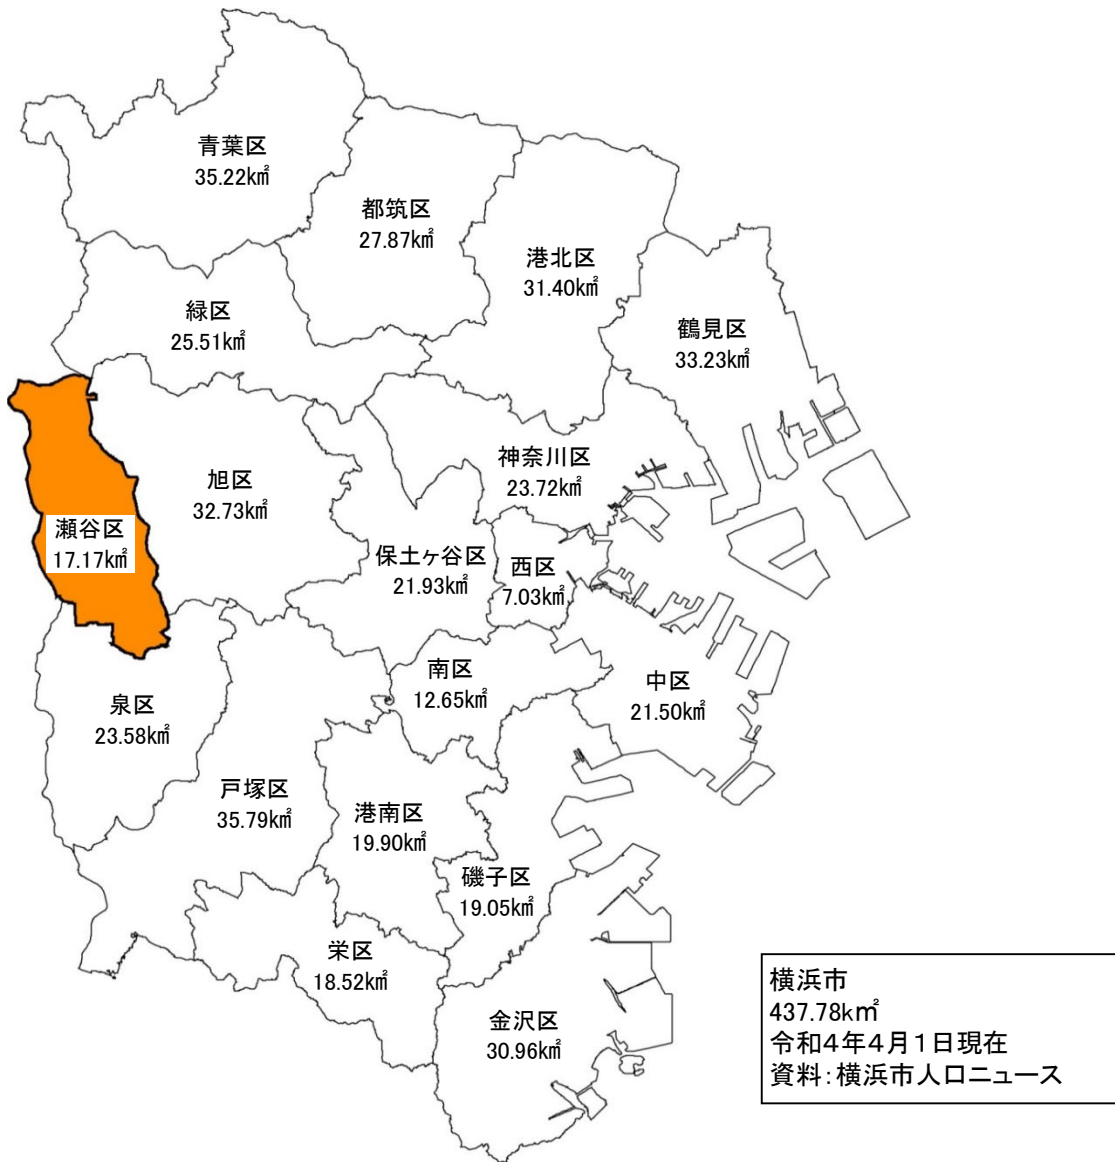 青葉区
35.22k㎡
都筑区
27.87k㎡
港北区
31.40k㎡
緑区
25.51k㎡
鶴見区
33.23k㎡
旭区
32.73k㎡
神奈川区
23.72k㎡
瀬谷区
17.17k㎡
保土ヶ谷区
21.93k㎡
西区
7.03k㎡
南区
12.65k㎡
中区
21.50k㎡
泉区
23.58k㎡
戸塚区
35.79k㎡
港南区
19.90k㎡
磯子区
19.05k㎡
栄区
18.52k㎡
金沢区
30.96k㎡
横浜市
437.78k㎡
令和4年4月1日現在
資料:横浜市人口ニュース